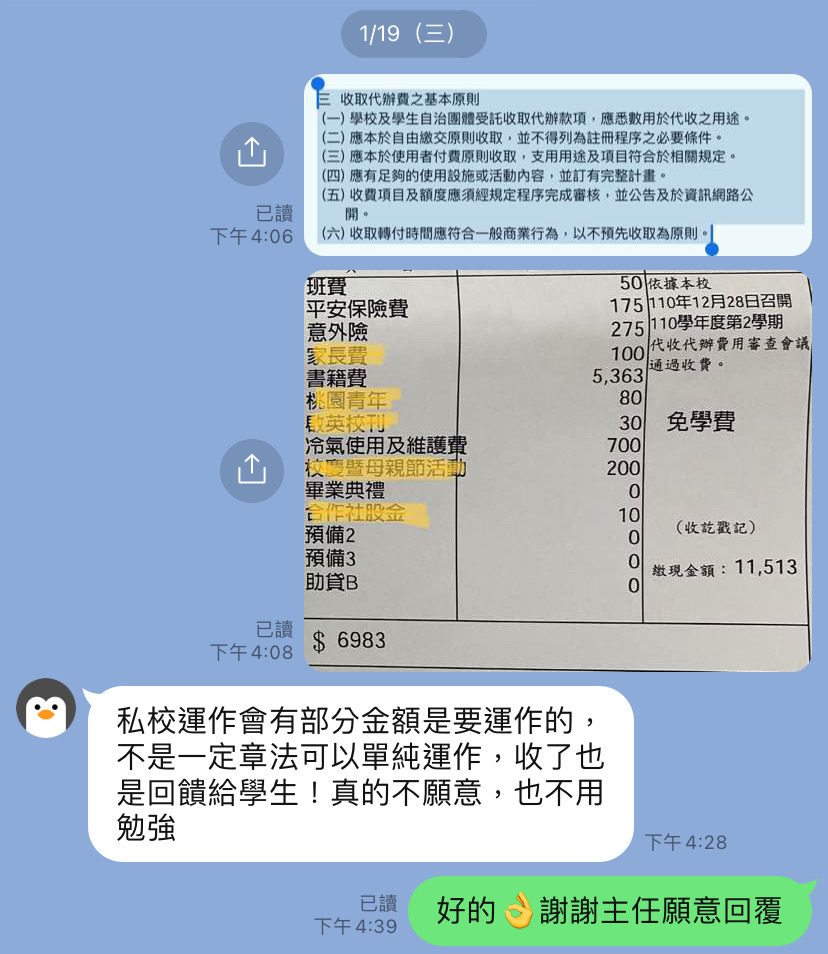 1/19（三）
三 收取代辦費之基本原則
(一) 學校及學生自治團體受託收取代辦款項，應悉數用於代收之用途。
(二) 應本於自由繳交原則收取，並不得列為註冊程序之必要條件。
(三) 應本於使用者付費原則收取，支用用途及項目符合於相關規定。
(四) 應有足夠的使用設施或活動內容，並訂有完整計畫。
(五) 收費項目及額度應須經規定程序完成審核，並公告及於資訊網路公
開。
(六) 收取轉付時間應符合一般商業行為，以不預先收取為原則。
已讀
下午4:06
班費 50
平安保險費 175
意外險 275
家長費 100
書籍費 5,363
桃園青年 80
啟英校刊 30
冷氣使用及維護費 700
校慶暨母親節活動 200
畢業典禮 0
合作社股金 10
預備2 0
預備3 0
助貸B 0
依據本校
110年12月28日召開
110學年度第2學期
代收代辦費用審查會議
通過收費。
免學費
（收訖戳記）
繳現金額：11,513
$ 6983
已讀
下午4:08
私校運作會有部分金額是要運作的，
不是一定章法可以單純運作，收了也
是回饋給學生！真的不願意，也不用
勉強
下午4:28
好的👌謝謝主任願意回覆
已讀
下午4:39